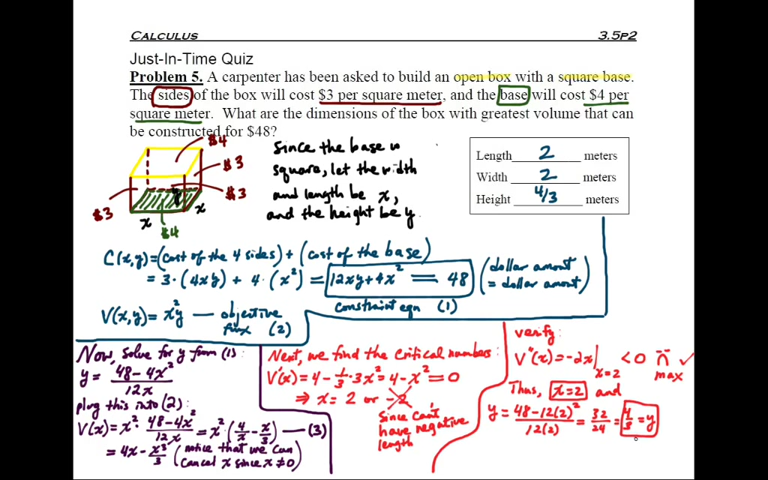 CALCULUS 3.5P2
Just-In-Time Quiz
Problem 5. A carpenter has been asked to build an open box with a square base.
The sides of the box will cost $3 per square meter, and the base will cost $4 per
square meter. What are the dimensions of the box with greatest volume that can
be constructed for $48?
$4
$3
$3
$3
x
x
y
$4
Since the base is
square, let the width
and length be x,
and the height be y.
Length 2 meters
Width 2 meters
Height 4/3 meters
C(x,y)=(cost of the 4 sides)+(cost of the base)
= 3·(4xy) + 4·(x²) = 12xy+4x² = 48 (dollar amount = dollar amount)
constraint eqn (1)
V(x,y)= x²y — objective fnx (2)
Now, solve for y from (1):
y = (48-4x²)/12x
plug this into (2)
V(x)= x²·(48-4x²)/12x = x²(4/x - x/3) —(3)
= 4x - x³/3 (notice that we can cancel x since x≠0)
Next, we find the critical numbers:
V'(x)= 4 - 1/3·3x² = 4-x² = 0
⇒ x = 2 or -2
Since can't
have negative
length
verify:
V"(x) = -2x|x=2 < 0 ∩ max ✓
Thus, x=2 and
y = (48-12(2)²)/12(2) = 32/24 = 4/3 = y